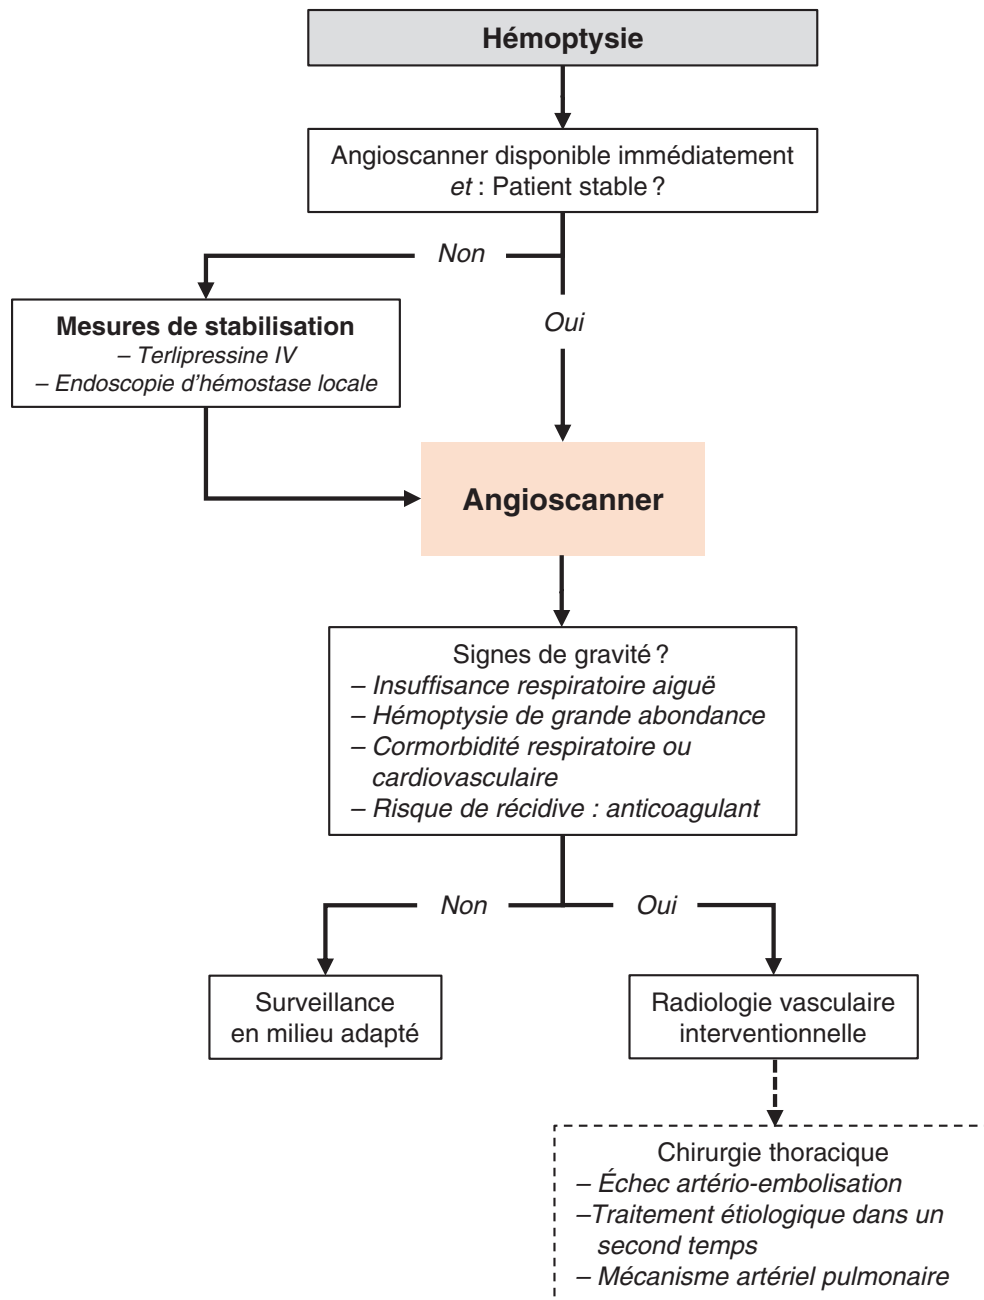 Hémoptysie
Angioscanner disponible immédiatement
et : Patient stable ?
Non
Oui
Mesures de stabilisation
– Terlipressine IV
– Endoscopie d'hémostase locale
Angioscanner
Signes de gravité ?
– Insuffisance respiratoire aiguë
– Hémoptysie de grande abondance
– Cormorbidité respiratoire ou
cardiovasculaire
– Risque de récidive : anticoagulant
Non
Oui
Surveillance
en milieu adapté
Radiologie vasculaire
interventionnelle
Chirurgie thoracique
– Échec artério-embolisation
–Traitement étiologique dans un
second temps
– Mécanisme artériel pulmonaire